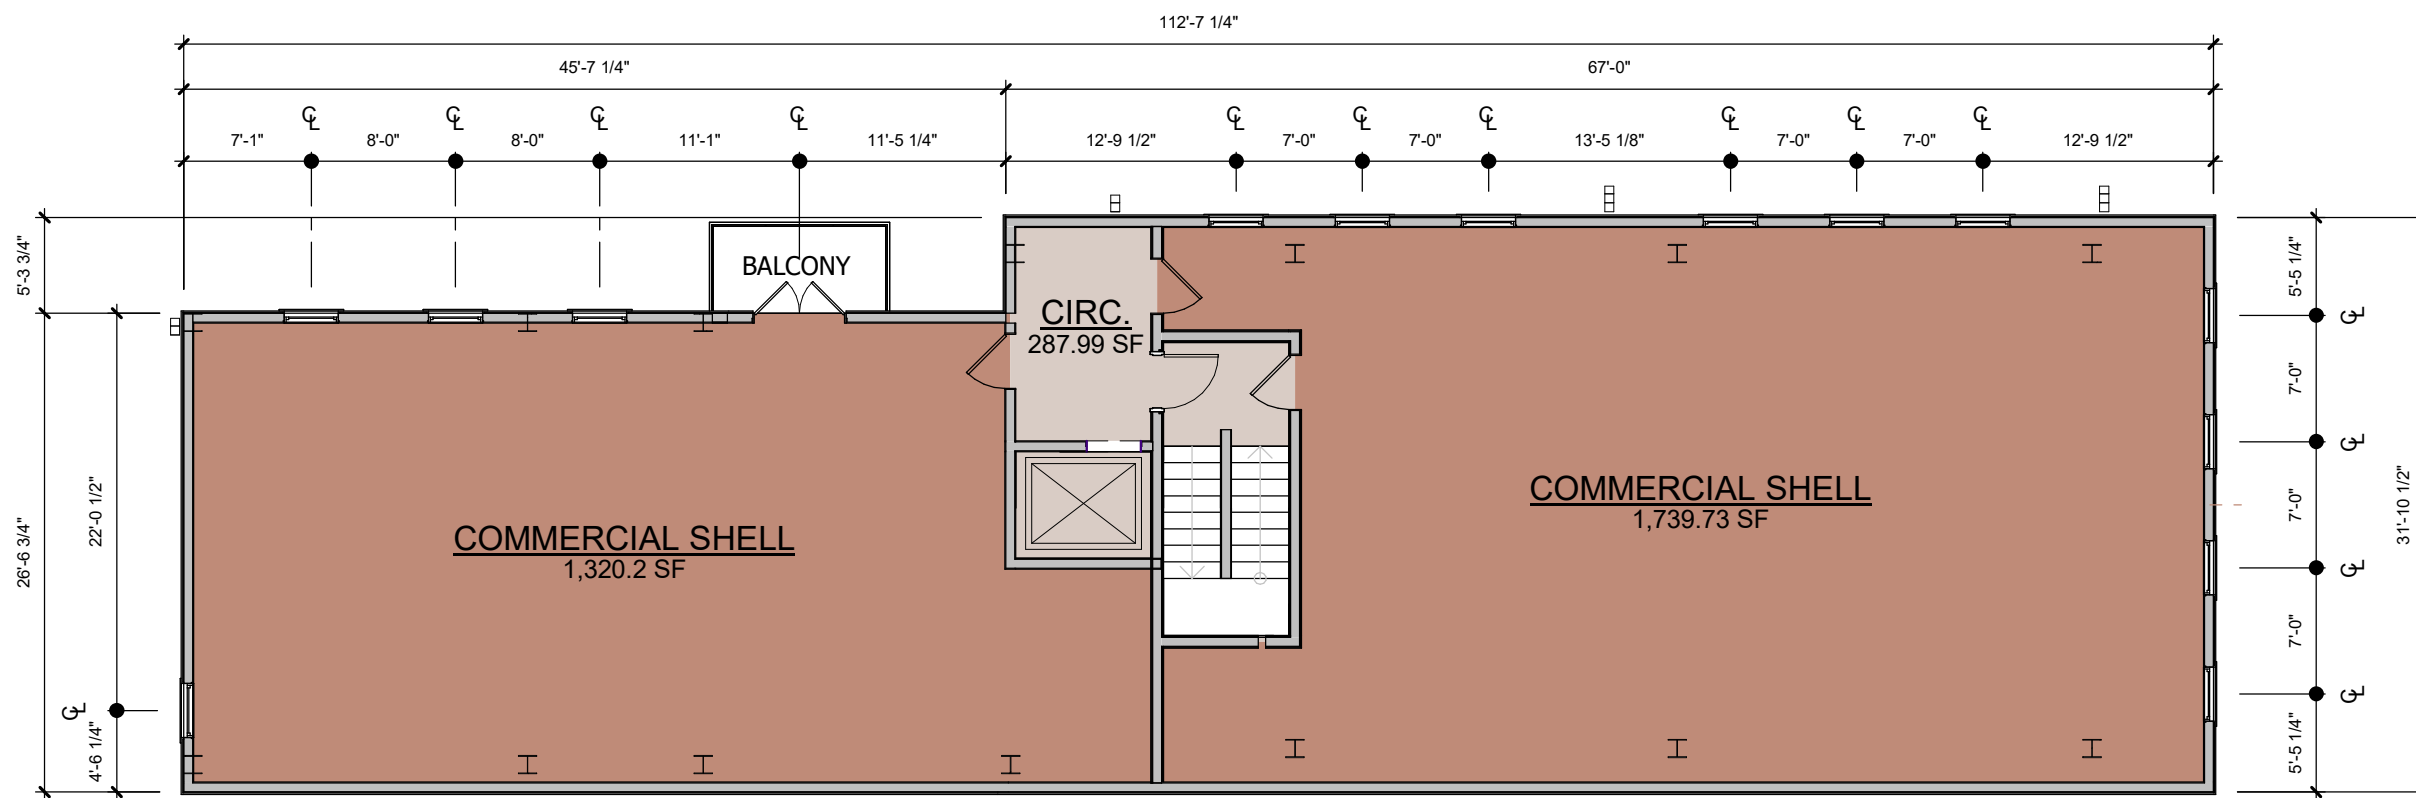 112'-7 1/4"
45'-7 1/4"
67'-0"
℄ ℄ ℄ ℄ ℄ ℄ ℄ ℄ ℄ ℄
7'-1" 8'-0" 8'-0" 11'-1" 11'-5 1/4" 12'-9 1/2" 7'-0" 7'-0" 13'-5 1/8" 7'-0" 7'-0" 12'-9 1/2"
5'-3 3/4"
26'-6 3/4"
22'-0 1/2"
℄
4'-6 1/4"
BALCONY
CIRC.
287.99 SF
COMMERCIAL SHELL
1,320.2 SF
COMMERCIAL SHELL
1,739.73 SF
5'-5 1/4"
℄
7'-0"
℄
7'-0"
℄
7'-0"
℄
5'-5 1/4"
31'-10 1/2"